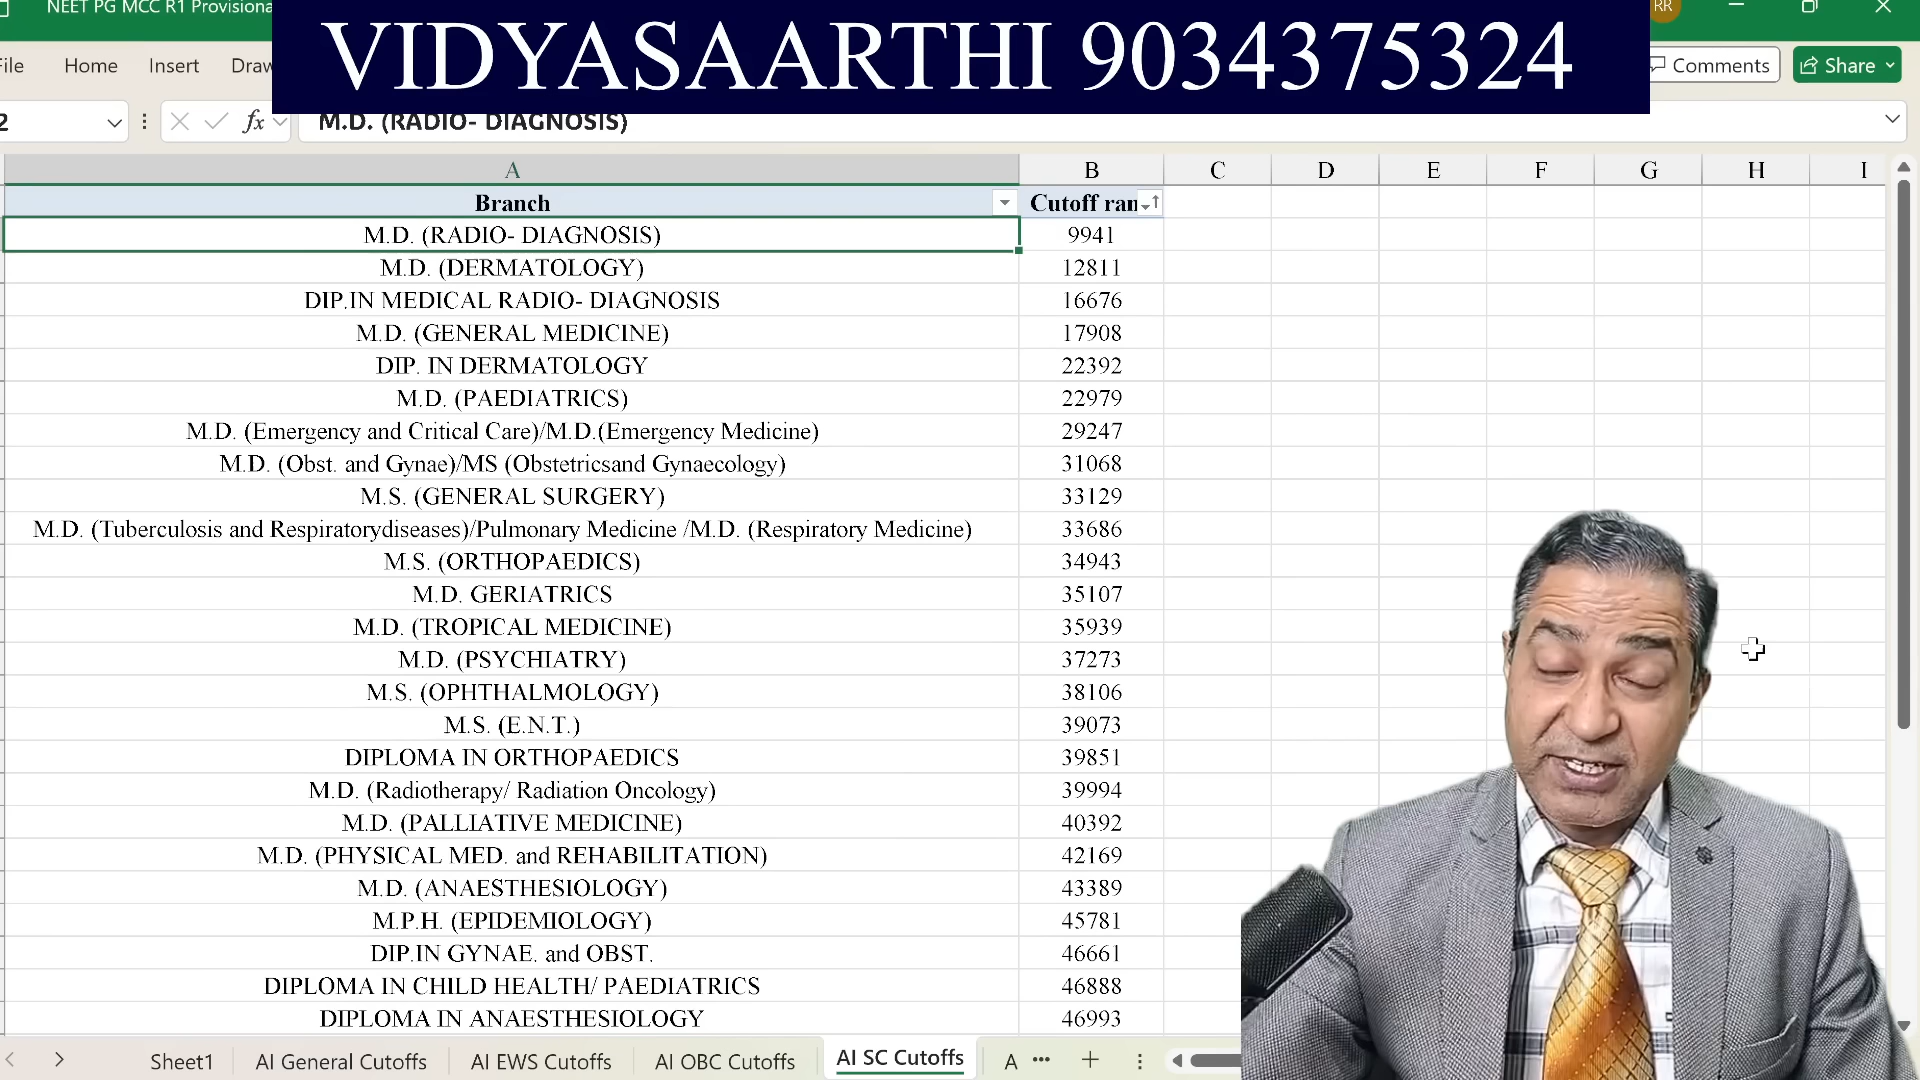 NEET PG MCC R1 Provisiona
VIDYASAARTHI 9034375324
RR
File Home Insert Draw
Comments Share
2 fx M.D. (RADIO- DIAGNOSIS)
A B C D E F G H I
Branch Cutoff ran
M.D. (RADIO- DIAGNOSIS) 9941
M.D. (DERMATOLOGY) 12811
DIP.IN MEDICAL RADIO- DIAGNOSIS 16676
M.D. (GENERAL MEDICINE) 17908
DIP. IN DERMATOLOGY 22392
M.D. (PAEDIATRICS) 22979
M.D. (Emergency and Critical Care)/M.D.(Emergency Medicine) 29247
M.D. (Obst. and Gynae)/MS (Obstetricsand Gynaecology) 31068
M.S. (GENERAL SURGERY) 33129
M.D. (Tuberculosis and Respiratorydiseases)/Pulmonary Medicine /M.D. (Respiratory Medicine) 33686
M.S. (ORTHOPAEDICS) 34943
M.D. GERIATRICS 35107
M.D. (TROPICAL MEDICINE) 35939
M.D. (PSYCHIATRY) 37273
M.S. (OPHTHALMOLOGY) 38106
M.S. (E.N.T.) 39073
DIPLOMA IN ORTHOPAEDICS 39851
M.D. (Radiotherapy/ Radiation Oncology) 39994
M.D. (PALLIATIVE MEDICINE) 40392
M.D. (PHYSICAL MED. and REHABILITATION) 42169
M.D. (ANAESTHESIOLOGY) 43389
M.P.H. (EPIDEMIOLOGY) 45781
DIP.IN GYNAE. and OBST. 46661
DIPLOMA IN CHILD HEALTH/ PAEDIATRICS 46888
DIPLOMA IN ANAESTHESIOLOGY 46993
Sheet1 AI General Cutoffs AI EWS Cutoffs AI OBC Cutoffs AI SC Cutoffs A